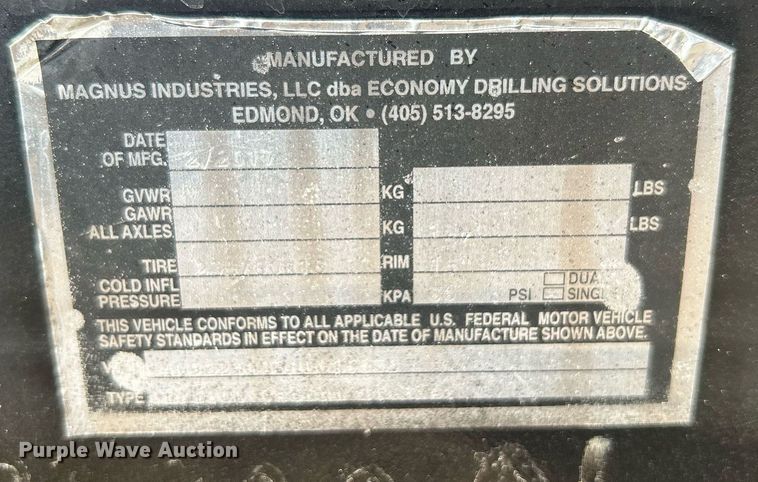 MANUFACTURED BY
MAGNUS INDUSTRIES, LLC dba ECONOMY DRILLING SOLUTIONS
EDMOND, OK • (405) 513-8295
DATE
OF MFG.
GVWR KG LBS
GAWR
ALL AXLES KG LBS
TIRE RIM
COLD INFL
PRESSURE KPA PSI
THIS VEHICLE CONFORMS TO ALL APPLICABLE U.S. FEDERAL MOTOR VEHICLE
SAFETY STANDARDS IN EFFECT ON THE DATE OF MANUFACTURE SHOWN ABOVE.
TYPE
Purple Wave Auction